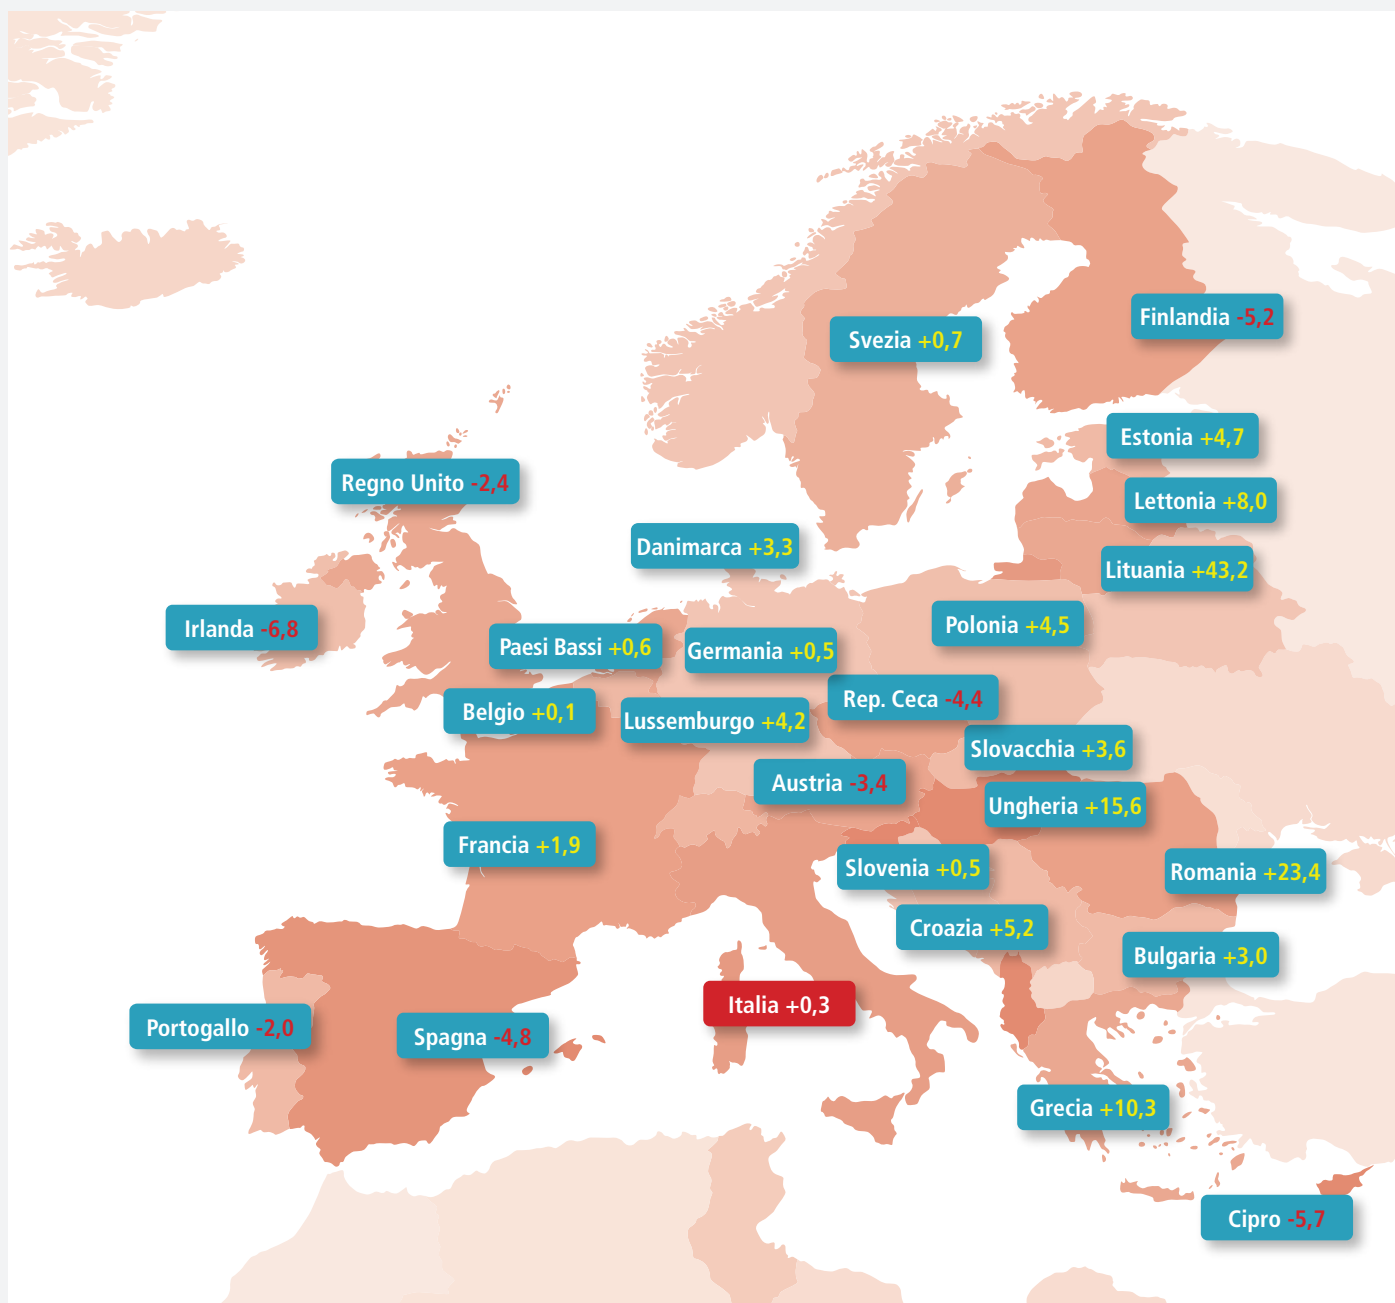 Finlandia -5,2
Svezia +0,7
Estonia +4,7
Regno Unito -2,4
Lettonia +8,0
Danimarca +3,3
Lituania +43,2
Irlanda -6,8
Polonia +4,5
Paesi Bassi +0,6
Germania +0,5
Rep. Ceca -4,4
Belgio +0,1
Lussemburgo +4,2
Slovacchia +3,6
Austria -3,4
Ungheria +15,6
Francia +1,9
Slovenia +0,5
Romania +23,4
Croazia +5,2
Bulgaria +3,0
Italia +0,3
Portogallo -2,0
Spagna -4,8
Grecia +10,3
Cipro -5,7